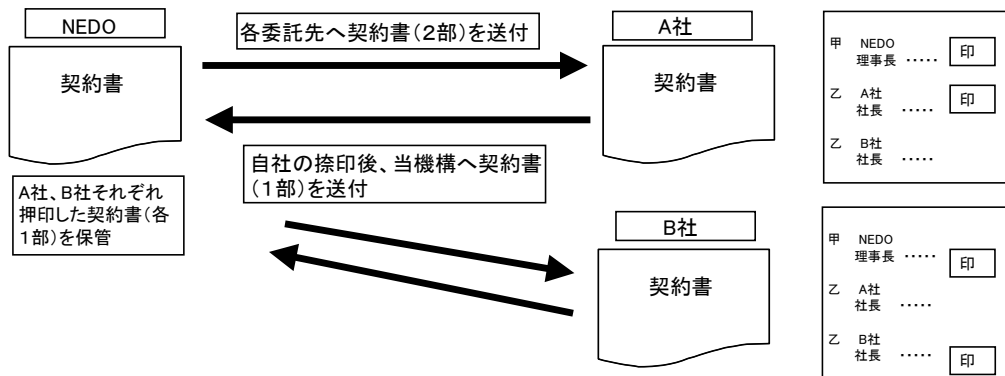 NEDO
契約書
各委託先へ契約書(2部)を送付
A社
契約書
自社の捺印後、当機構へ契約書
(1部)を送付
A社、B社それぞれ
押印した契約書(各
1部)を保管
B社
契約書
甲 NEDO
理事長 ‥‥‥ 印
乙 A社
社長 ‥‥‥ 印
乙 B社
社長 ‥‥‥
甲 NEDO
理事長 ‥‥‥ 印
乙 A社
社長 ‥‥‥
乙 B社
社長 ‥‥‥ 印